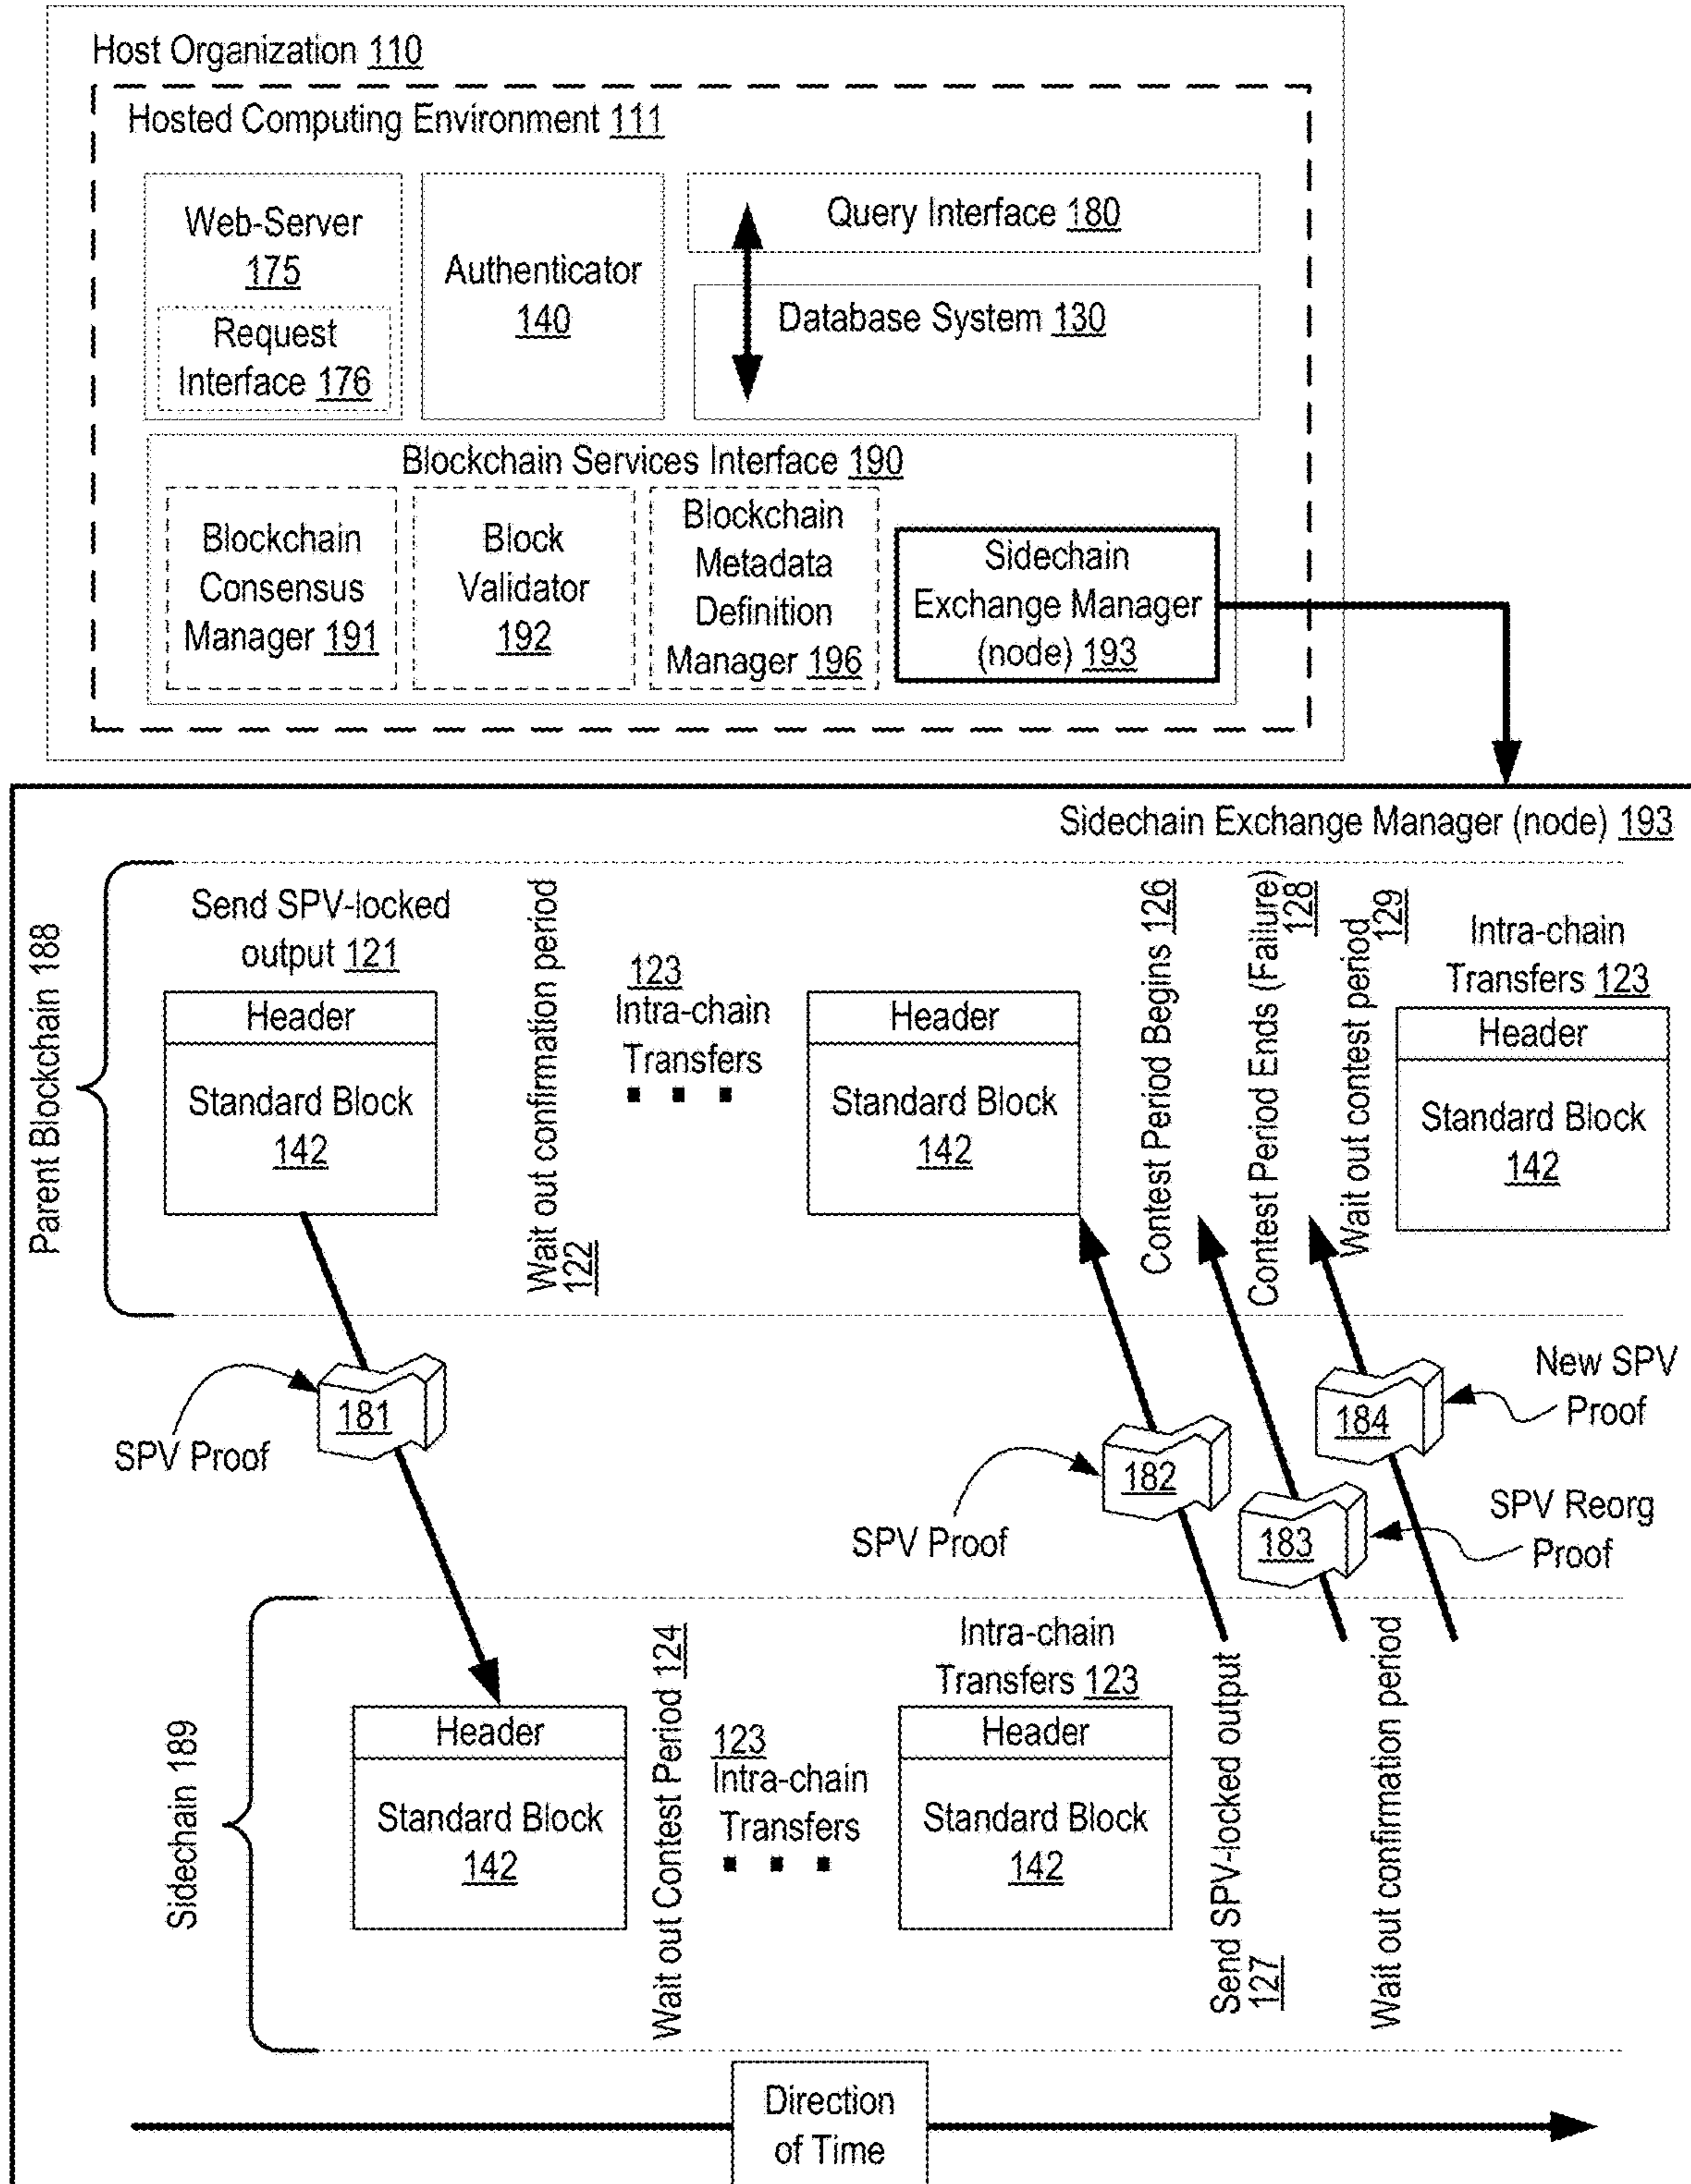 Host Organization 110
Hosted Computing Environment 111
Web-Server
175
Request
Interface 176
Authenticator
140
Query Interface 180
Database System 130
Blockchain Services Interface 190
Blockchain
Consensus
Manager 191
Block
Validator
192
Blockchain
Metadata
Definition
Manager 196
Sidechain
Exchange Manager
(node) 193
Sidechain Exchange Manager (node) 193
Parent Blockchain 188
Send SPV-locked
output 121
Header
Standard Block
142
Wait out confirmation period
122
123
Intra-chain
Transfers
Header
Standard Block
142
Contest Period Begins 126
Contest Period Ends (Failure)
128
Wait out contest period
129
Intra-chain
Transfers 123
Header
Standard Block
142
181
SPV Proof
182
SPV Proof
183
SPV Reorg
Proof
184
New SPV
Proof
Sidechain 189
Header
Standard Block
142
Wait out Contest Period 124
123
Intra-chain
Transfers
Intra-chain
Transfers 123
Header
Standard Block
142
Send SPV-locked output
127
Wait out confirmation period
Direction
of Time